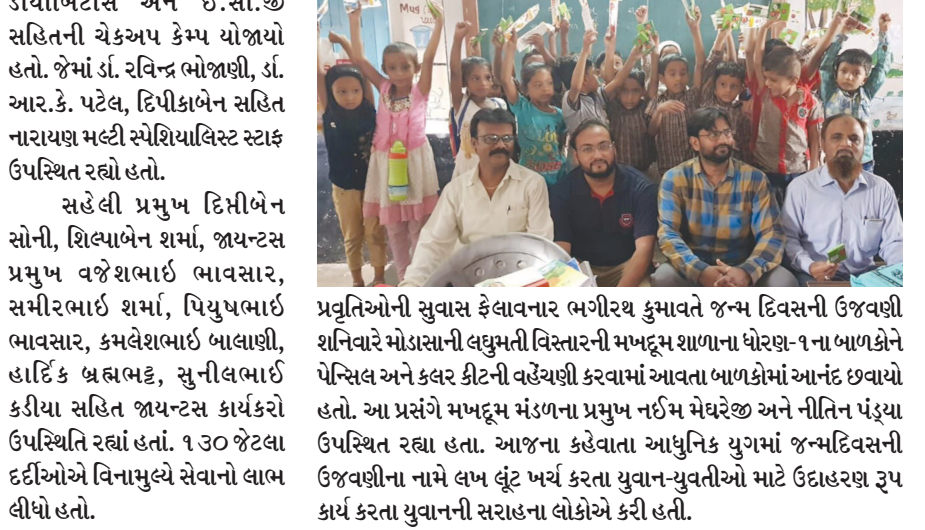 ડાયાબિટીસ અને ઇ.સી.જી
સહિતની ચેકઅપ કેમ્પ યોજાયો
હતો. જેમાં ર્ડા. રવિન્દ્ર ભોજાણી, ર્ડા.
આર.કે. પટેલ, દિપીકાબેન સહિત
નારાયણ મલ્ટી સ્પેશિયાલિસ્ટ સ્ટાફ
ઉપસ્થિત રહ્યો હતો.
સહેલી પ્રમુખ દિપ્તીબેન
સોની, શિલ્પાબેન શર્મા, જાયન્ટસ
પ્રમુખ વજેશભાઇ ભાવસાર,
સમીરભાઇ શર્મા, પિયુષભાઇ
ભાવસાર, કમલેશભાઇ બાલાણી,
હાર્દિક બ્રહ્મભટ્ટ, સુનીલભાઈ
કડીયા સહિત જાયન્ટસ કાર્યકરો
ઉપસ્થિતિ રહ્યાં હતાં. ૧૩૦ જેટલા
દર્દીઓએ વિનામુલ્યે સેવાનો લાભ
લીધો હતો.
પ્રવૃતિઓની સુવાસ ફેલાવનાર ભગીરથ કુમાવતે જન્મ દિવસની ઉજવણી
શનિવારે મોડાસાની લઘુમતી વિસ્તારની મખદૂમ શાળાના ધોરણ-૧ના બાળકોને
પેન્સિલ અને કલર કીટની વહેંચણી કરવામાં આવતા બાળકોમાં આનંદ છવાયો
હતો. આ પ્રસંગે મખદૂમ મંડળના પ્રમુખ નઈમ મેઘરેજી અને નીતિન પંડ્યા
ઉપસ્થિત રહ્યા હતા. આજના કહેવાતા આધુનિક યુગમાં જન્મદિવસની
ઉજવણીના નામે લખ લૂંટ ખર્ચ કરતા યુવાન-યુવતીઓ માટે ઉદાહરણ રૂપ
કાર્ય કરતા યુવાનની સરાહના લોકોએ કરી હતી.
Mug